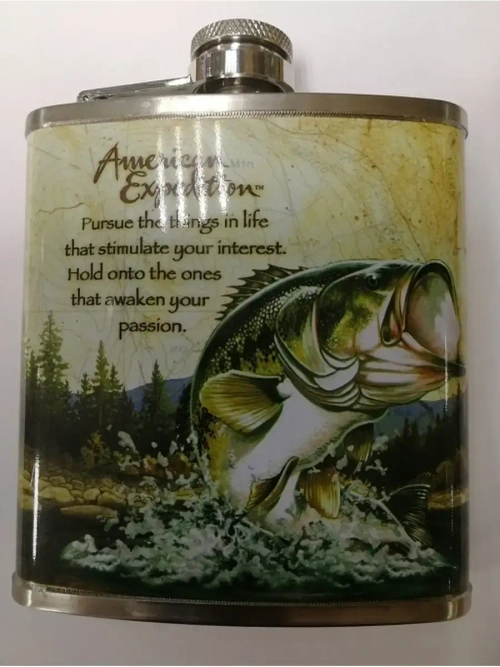 American
Expedition™
Pursue the things in life
that stimulate your interest.
Hold onto the ones
that awaken your
passion.